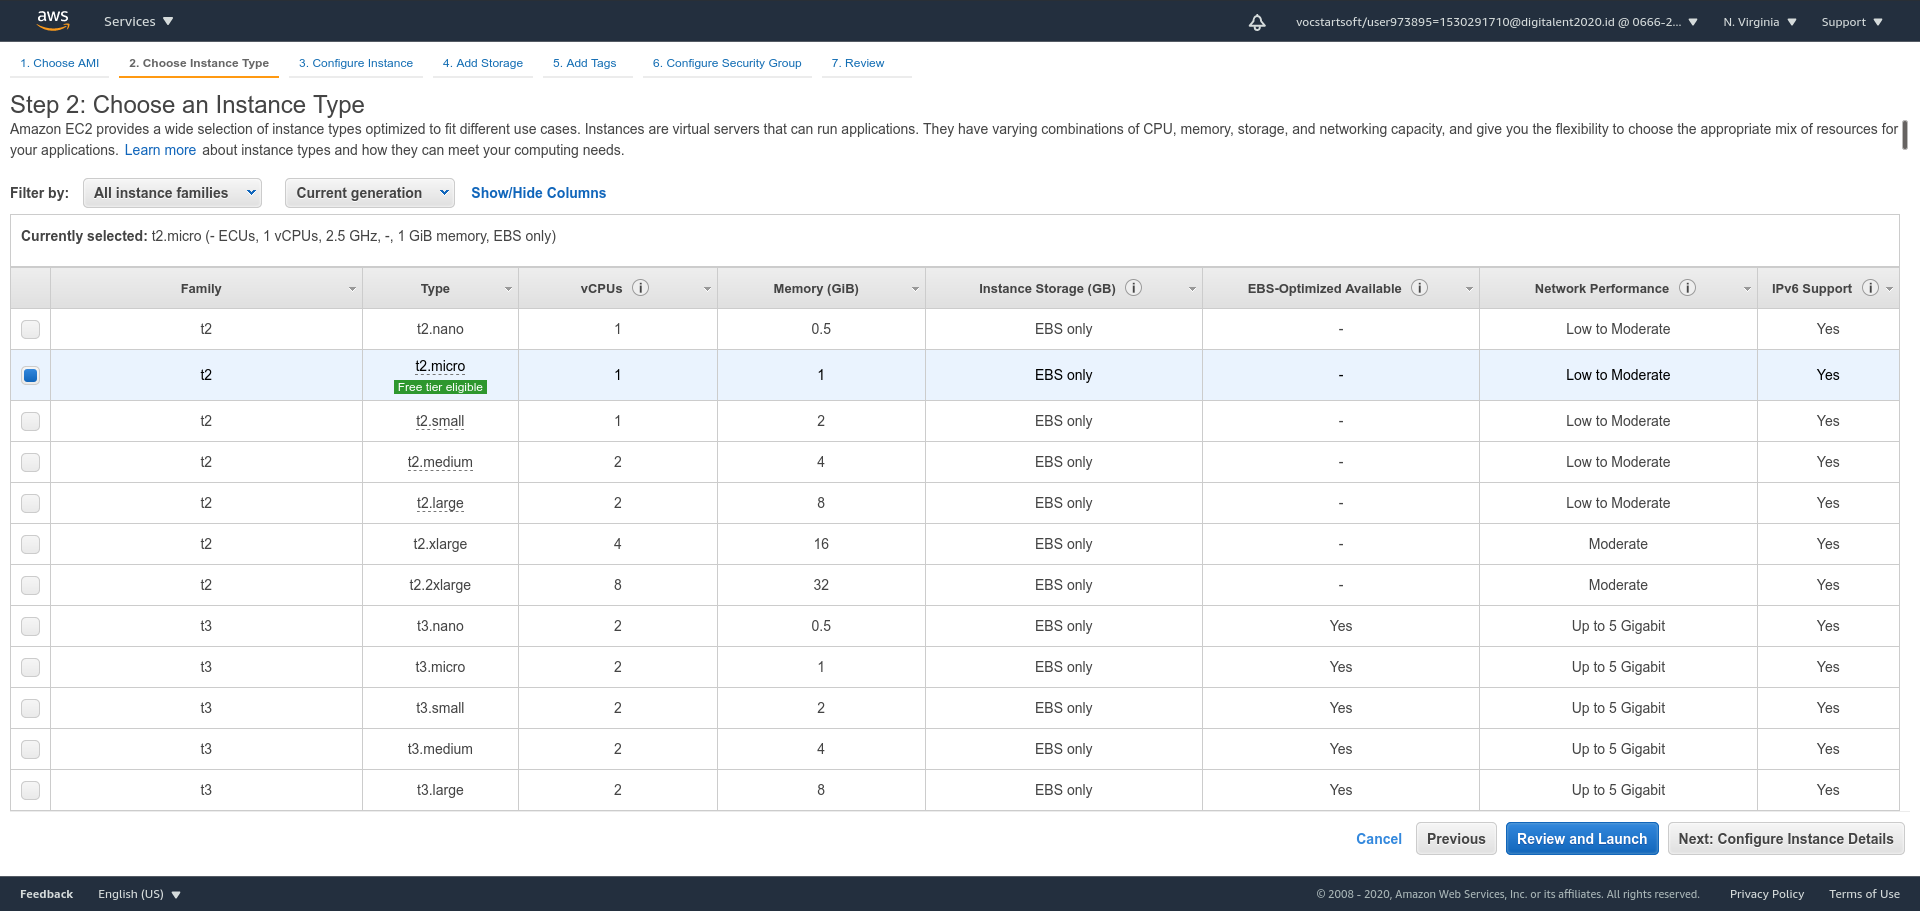 aws Services vocstartsoft/user973895=1530291710@digitalent2020.id @ 0666-2... N. Virginia Support
1. Choose AMI 2. Choose Instance Type 3. Configure Instance 4. Add Storage 5. Add Tags 6. Configure Security Group 7. Review
Step 2: Choose an Instance Type
Amazon EC2 provides a wide selection of instance types optimized to fit different use cases. Instances are virtual servers that can run applications. They have varying combinations of CPU, memory, storage, and networking capacity, and give you the flexibility to choose the appropriate mix of resources for
your applications. Learn more about instance types and how they can meet your computing needs.
Filter by: All instance families Current generation Show/Hide Columns
Currently selected: t2.micro (- ECUs, 1 vCPUs, 2.5 GHz, -, 1 GiB memory, EBS only)
Family Type vCPUs i Memory (GiB) Instance Storage (GB) i EBS-Optimized Available i Network Performance i IPv6 Support i
t2 t2.nano 1 0.5 EBS only - Low to Moderate Yes
t2 t2.micro 1 1 EBS only - Low to Moderate Yes
Free tier eligible
t2 t2.small 1 2 EBS only - Low to Moderate Yes
t2 t2.medium 2 4 EBS only - Low to Moderate Yes
t2 t2.large 2 8 EBS only - Low to Moderate Yes
t2 t2.xlarge 4 16 EBS only - Moderate Yes
t2 t2.2xlarge 8 32 EBS only - Moderate Yes
t3 t3.nano 2 0.5 EBS only Yes Up to 5 Gigabit Yes
t3 t3.micro 2 1 EBS only Yes Up to 5 Gigabit Yes
t3 t3.small 2 2 EBS only Yes Up to 5 Gigabit Yes
t3 t3.medium 2 4 EBS only Yes Up to 5 Gigabit Yes
t3 t3.large 2 8 EBS only Yes Up to 5 Gigabit Yes
Cancel Previous Review and Launch Next: Configure Instance Details
Feedback English (US) © 2008 - 2020, Amazon Web Services, Inc. or its affiliates. All rights reserved. Privacy Policy Terms of Use